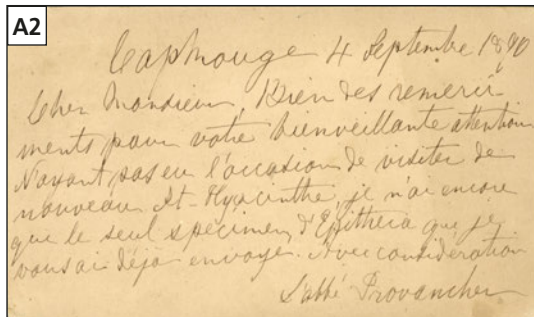 A2
CapRouge 4 Septembre 1890
Cher Monsieur, Bien des remerci-
ments pour votre bienveillante attention
N'ayant pas eu l'occasion de visiter de
nouveau St-Hyacinthe, je n'ai encore
que le seul spécimen d'Epitheca que je
vous ai déjà envoyé. Avec considération
L'abbé Provancher